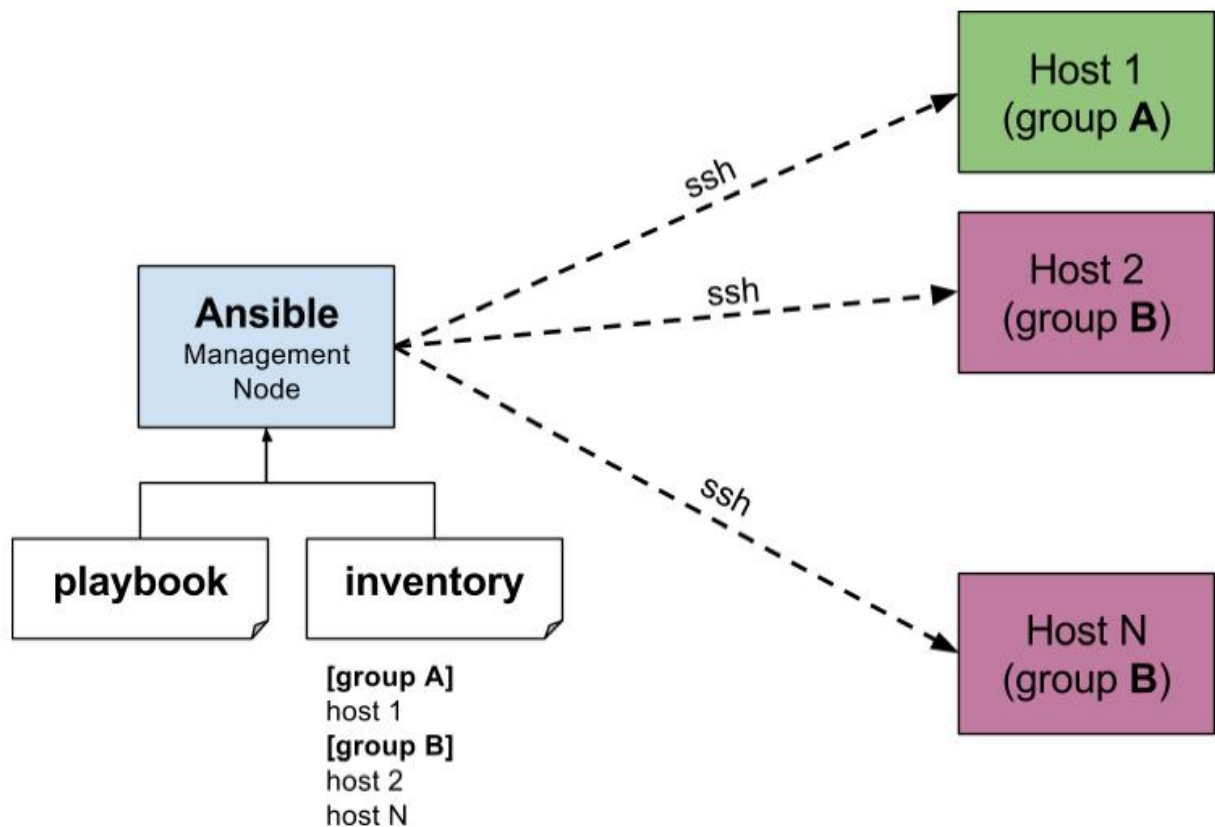 Host 1
(group A)
ssh
Host 2
(group B)
ssh
Ansible
Management
Node
ssh
playbook
inventory
Host N
(group B)
[group A]
host 1
[group B]
host 2
host N